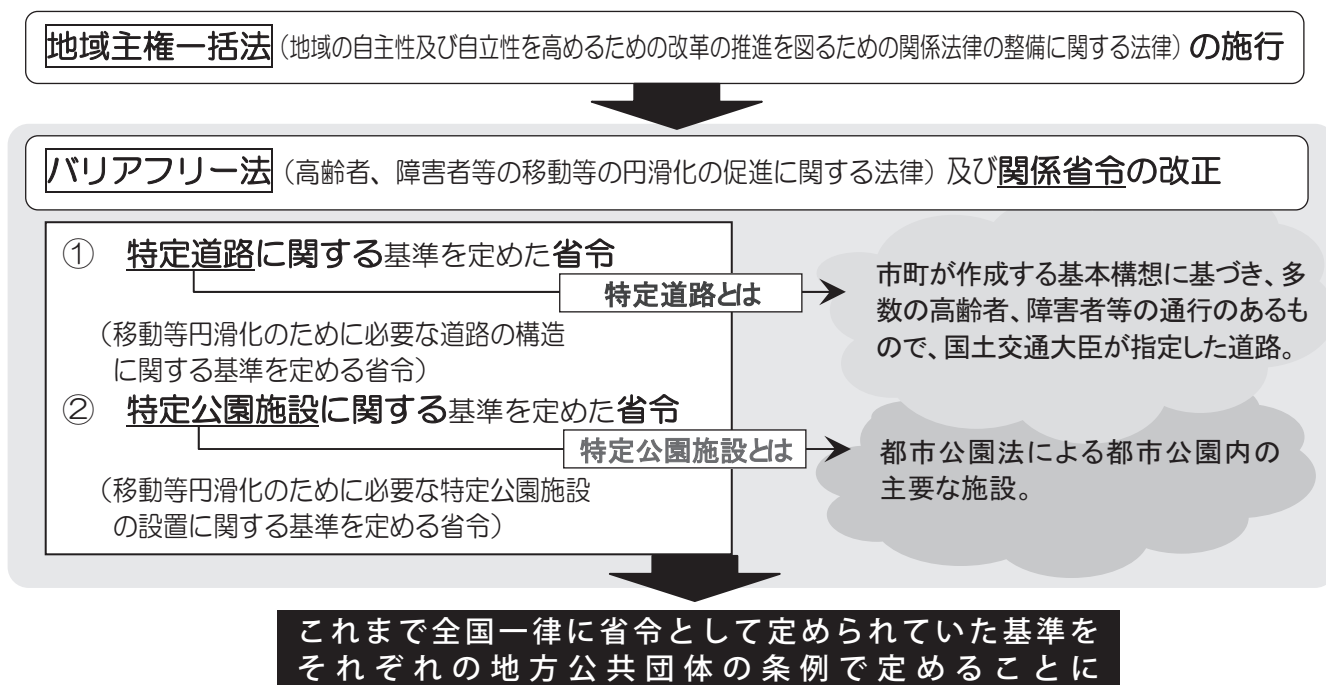 地域主権一括法（地域の自主性及び自立性を高めるための改革の推進を図るための関係法律の整備に関する法律）の施行
バリアフリー法（高齢者、障害者等の移動等の円滑化の促進に関する法律）及び関係省令の改正
① 特定道路に関する基準を定めた省令
特定道路とは
市町が作成する基本構想に基づき、多
数の高齢者、障害者等の通行のあるも
ので、国土交通大臣が指定した道路。
（移動等円滑化のために必要な道路の構造
に関する基準を定める省令）
② 特定公園施設に関する基準を定めた省令
特定公園施設とは
都市公園法による都市公園内の
主要な施設。
（移動等円滑化のために必要な特定公園施設
の設置に関する基準を定める省令）
これまで全国一律に省令として定められていた基準を
それぞれの地方公共団体の条例で定めることに